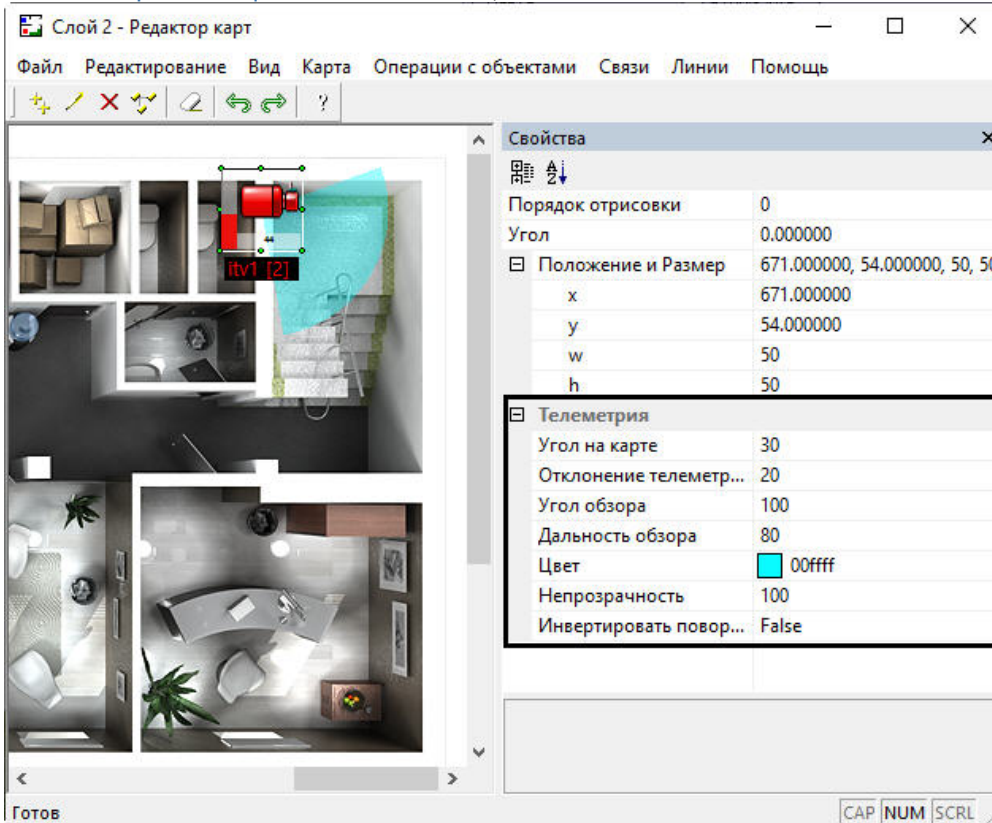 Слой 2 - Редактор карт
Файл Редактирование Вид Карта Операции с объектами Связи Линии Помощь
?
itv1 [2]
Свойства
Порядок отрисовки 0
Угол 0.000000
Положение и Размер 671.000000, 54.000000, 50, 50
x 671.000000
y 54.000000
w 50
h 50
Телеметрия
Угол на карте 30
Отклонение телеметр... 20
Угол обзора 100
Дальность обзора 80
Цвет 00ffff
Непрозрачность 100
Инвертировать повор... False
Готов CAP NUM SCRL